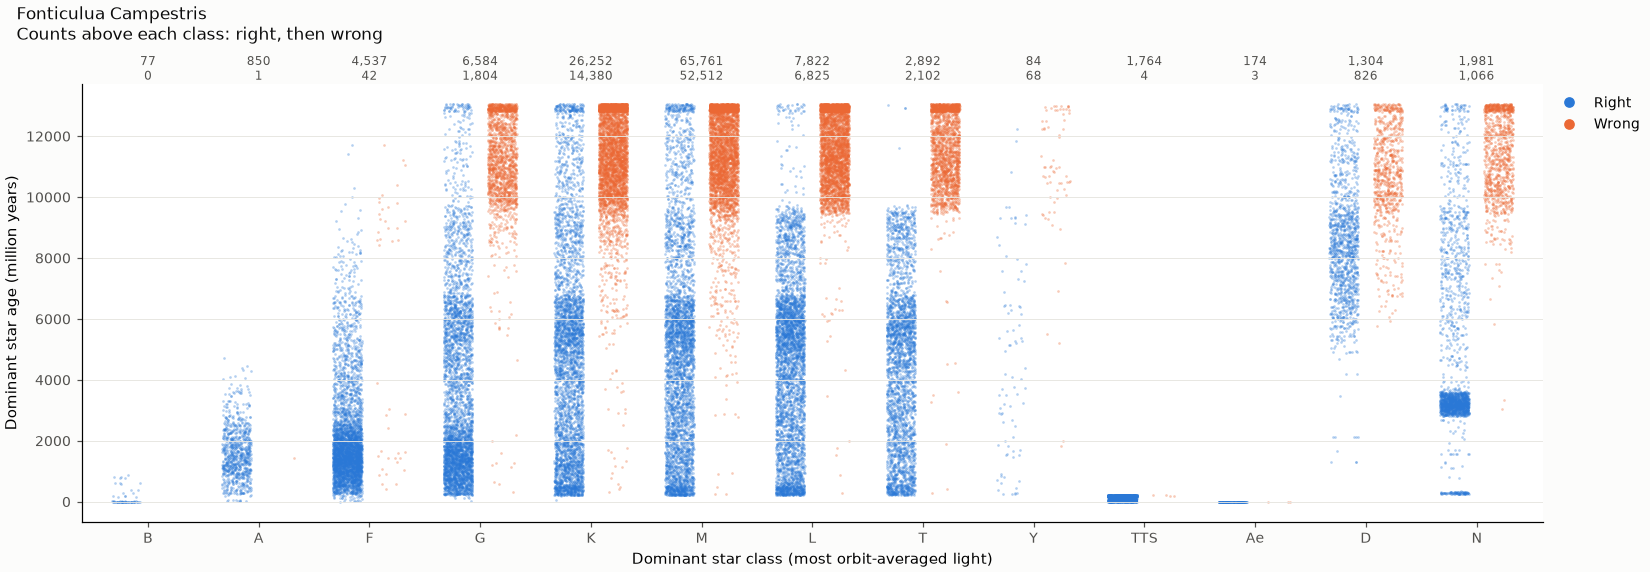 Fonticulua Campestris
Counts above each class: right, then wrong
77 850 4,537 6,584 26,252 65,761 7,822 2,892 84 1,764 174 1,304 1,981
0 1 42 1,804 14,380 52,512 6,825 2,102 68 4 3 826 1,066
Right
Wrong
Dominant star age (million years)
12000
10000
8000
6000
4000
2000
0
B A F G K M L T Y TTS Ae D N
Dominant star class (most orbit-averaged light)